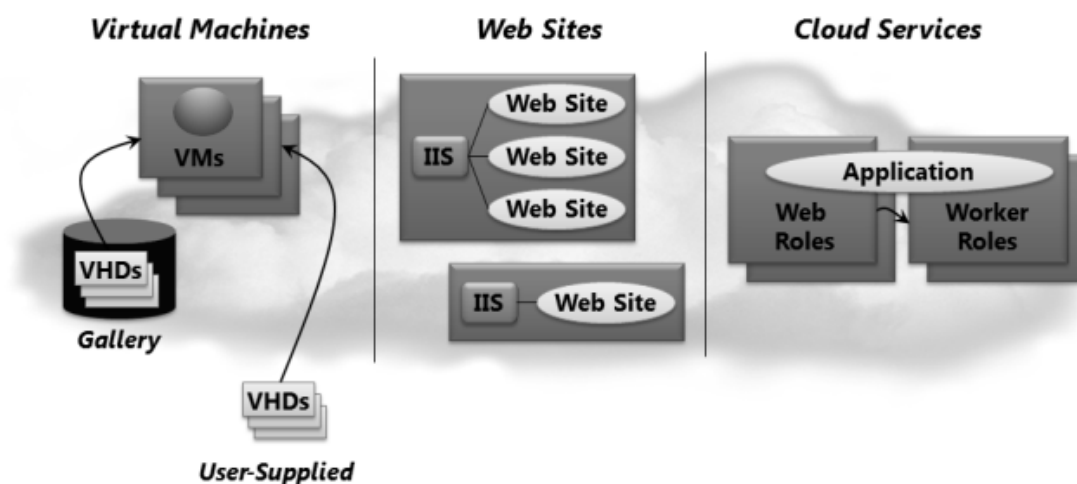 Virtual Machines
VMs
VHDs
Gallery
VHDs
User-Supplied
Web Sites
IIS
Web Site
Web Site
Web Site
IIS
Web Site
Cloud Services
Application
Web
Roles
Worker
Roles